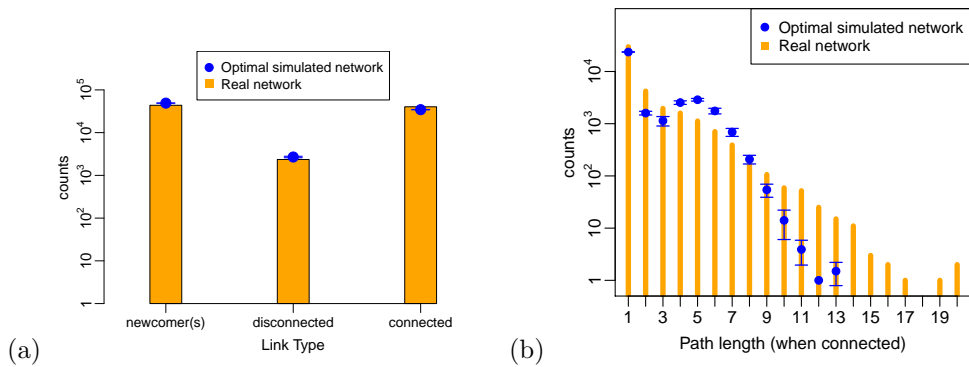 Optimal simulated network
Real network
counts
10^5
10^4
10^3
10^2
10
1
newcomer(s) disconnected connected
Link Type
(a)
Optimal simulated network
Real network
counts
10^4
10^3
10^2
10
1
1 3 5 7 9 11 13 15 17 19
Path length (when connected)
(b)